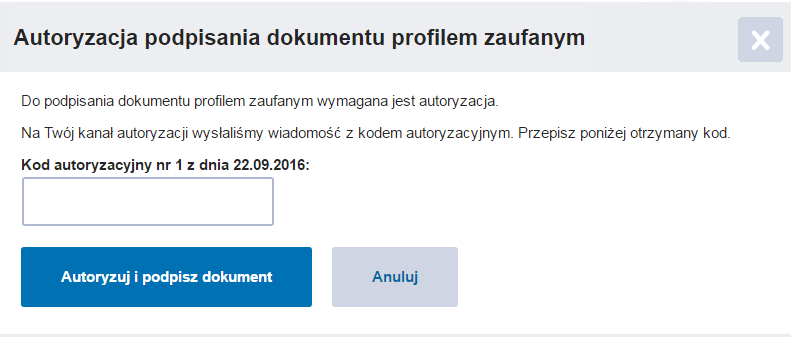 Autoryzacja podpisania dokumentu profilem zaufanym
Do podpisania dokumentu profilem zaufanym wymagana jest autoryzacja.
Na Twój kanał autoryzacji wysłaliśmy wiadomość z kodem autoryzacyjnym. Przepisz poniżej otrzymany kod.
Kod autoryzacyjny nr 1 z dnia 22.09.2016:
Autoryzuj i podpisz dokument
Anuluj